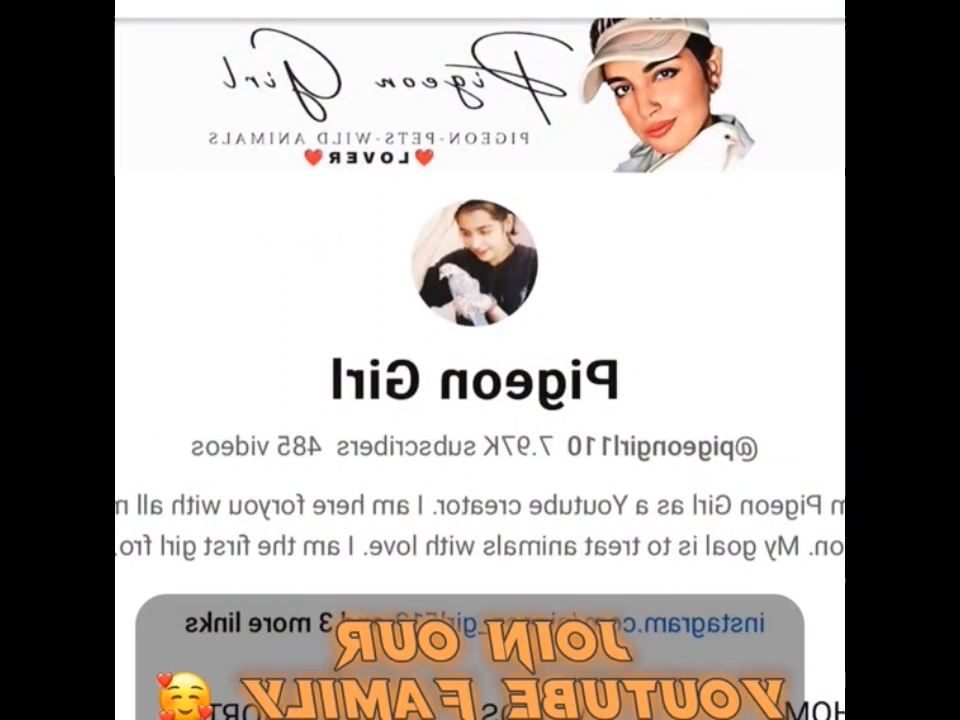 Pigeon Girl
PIGEON-PETS-WILD ANIMALS
❤️LOVER❤️
Pigeon Girl
@pigeongirl110 7.97K subscribers 485 videos
Pigeon Girl as a Youtube creator. I am here foryou with all
on. My goal is to treat animals with love. I am the first girl fro.
instagram.com 3 more links
JOIN OUR
YOUTUBE FAMILY 🥰